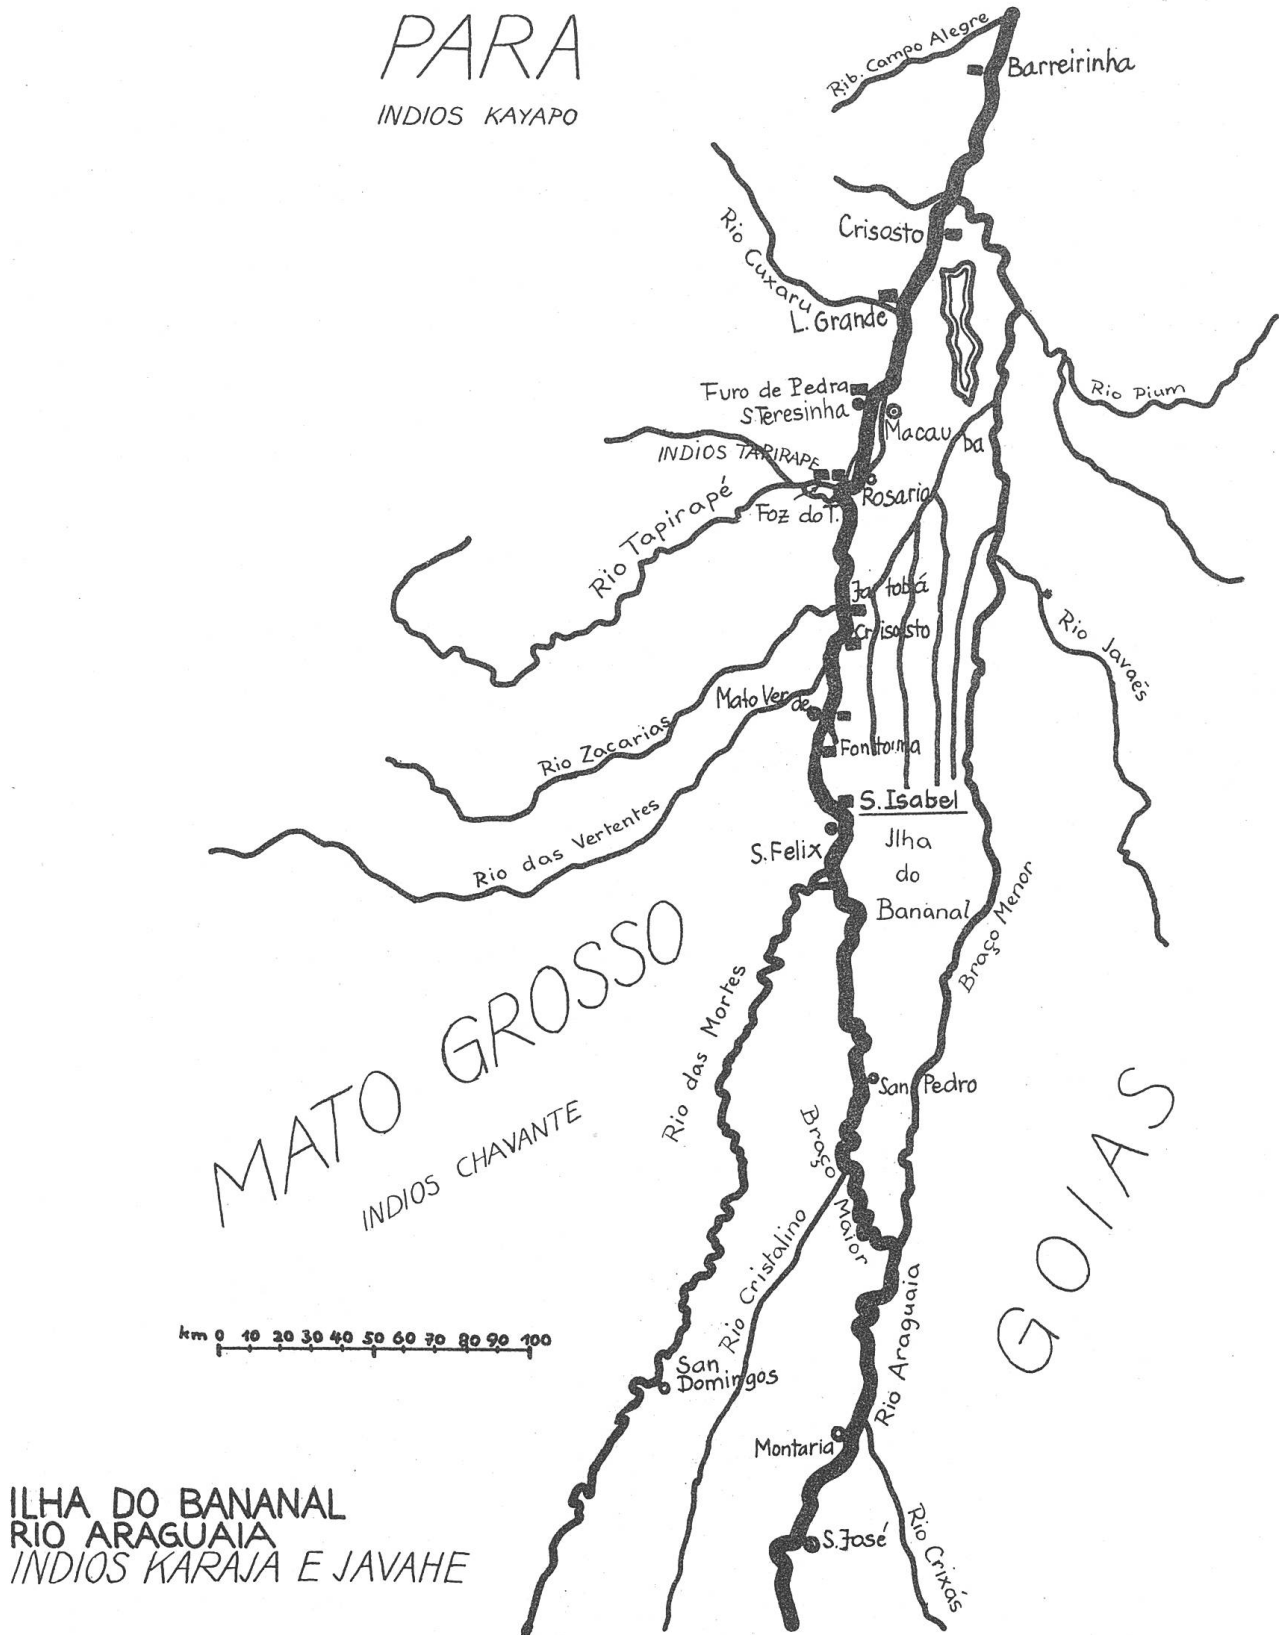 PARA
INDIOS KAYAPO
Rib. Campo Alegre
Barreirinha
Rio Cuxaru
Crisosto
L. Grande
Furo de Pedra
S.Teresinha
Macauba
Rio Pium
INDIOS TAPIRAPE
Rosario
Foz do T.
Rio Tapirapé
Jatobá
Crisosto
Rio Javaés
Mato Verde
Rio Zacarias
Fontoura
S. Isabel
Rio das Vertentes
S. Felix
Ilha
do
Bananal
Braço Menor
MATO GROSSO
INDIOS CHAVANTE
Rio das Mortes
San Pedro
Braço
Maior
GOIAS
Rio Cristalino
Rio Araguaia
km 0 10 20 30 40 50 60 70 80 90 100
San
Domingos
Montaria
S. José
Rio Crixás
ILHA DO BANANAL
RIO ARAGUAIA
INDIOS KARAJA E JAVAHE